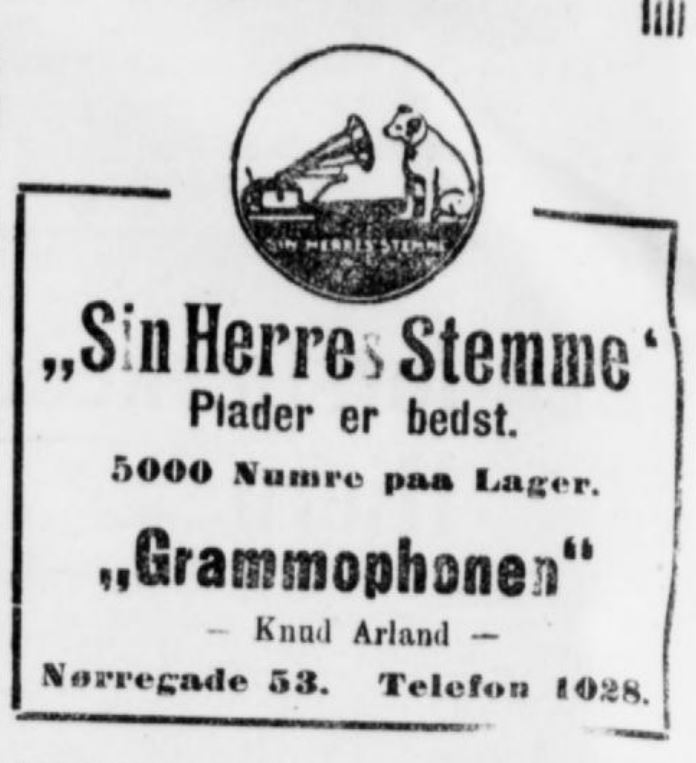 SIN HERRES STEMME
„Sin Herres Stemme‘
Plader er bedst.
5000 Numre paa Lager.
„Grammophonen“
— Knud Arland —
Nørregade 53. Telefon 1028.